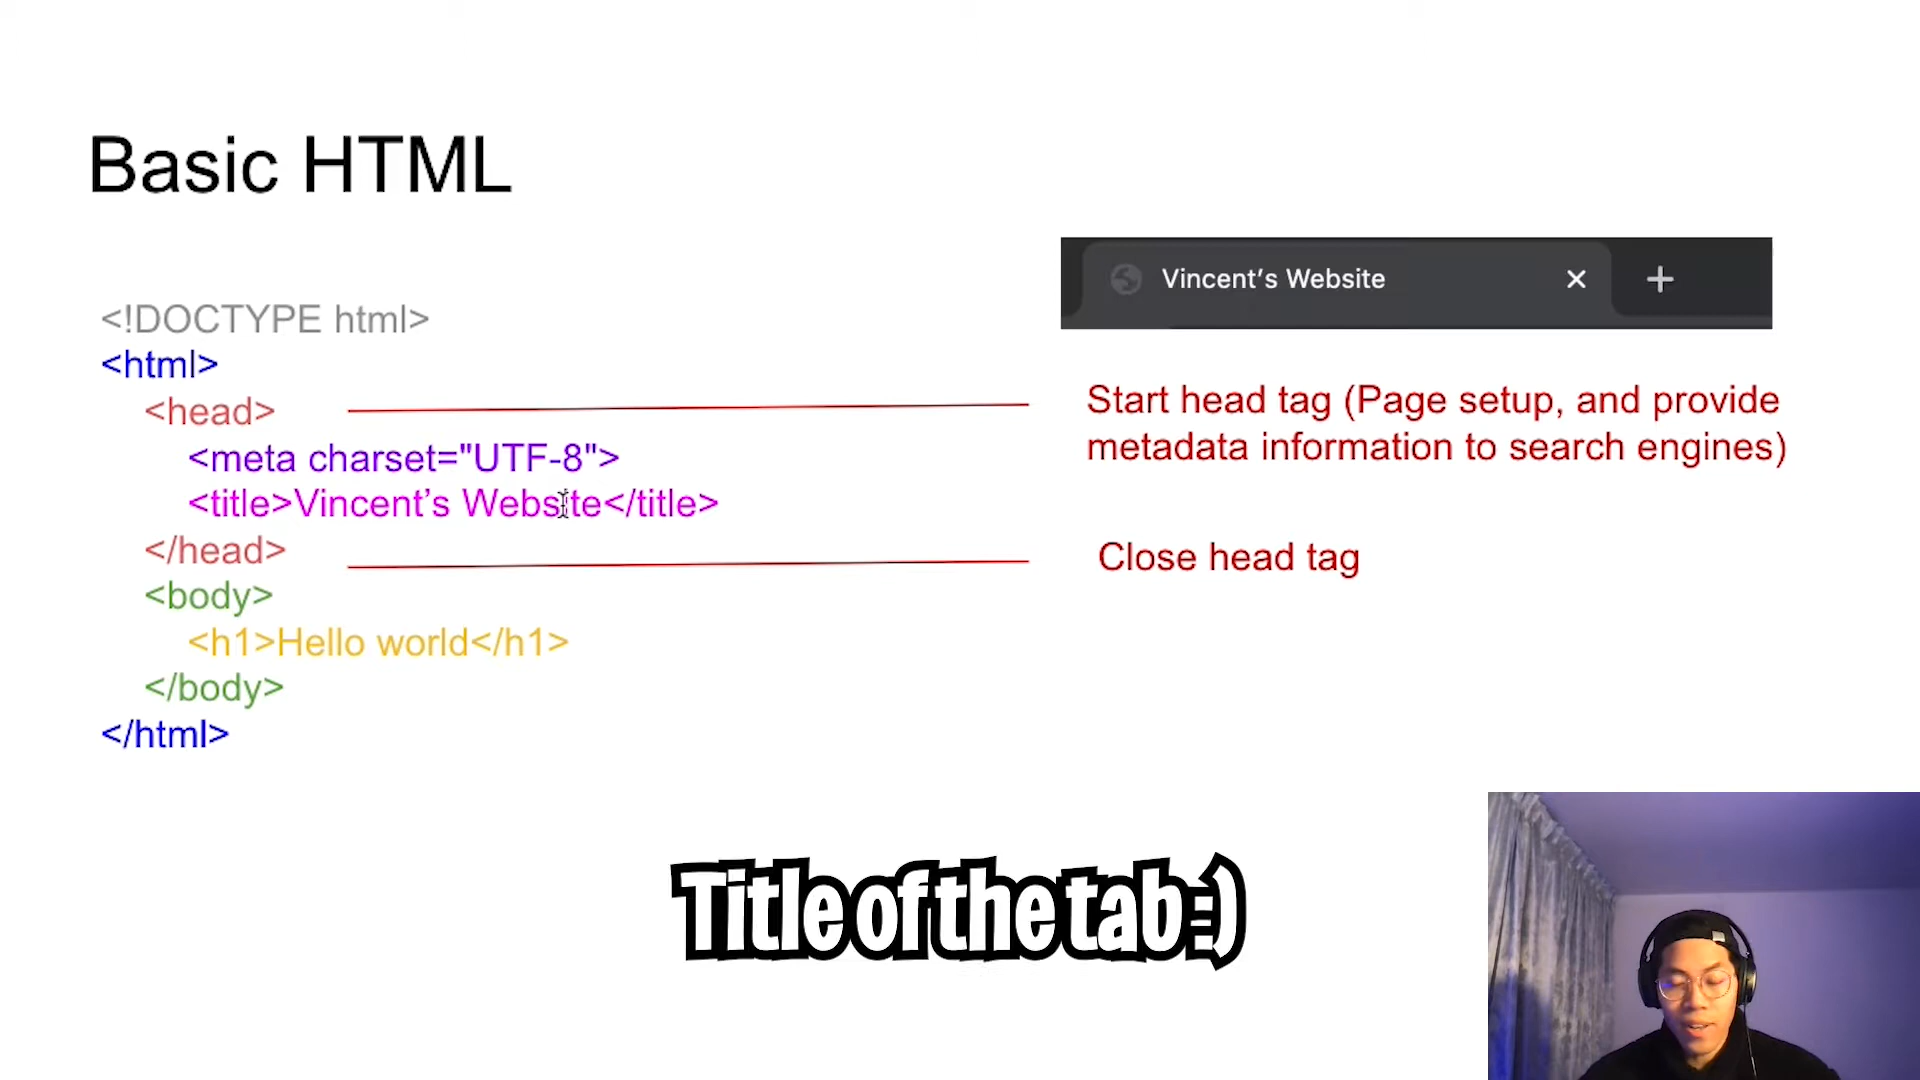 Basic HTML
Vincent's Website
<!DOCTYPE html>
<html>
<head>
Start head tag (Page setup, and provide
metadata information to search engines)
<meta charset="UTF-8">
<title>Vincent’s Website</title>
</head>
Close head tag
<body>
<h1>Hello world</h1>
</body>
</html>
Title of the tab :)